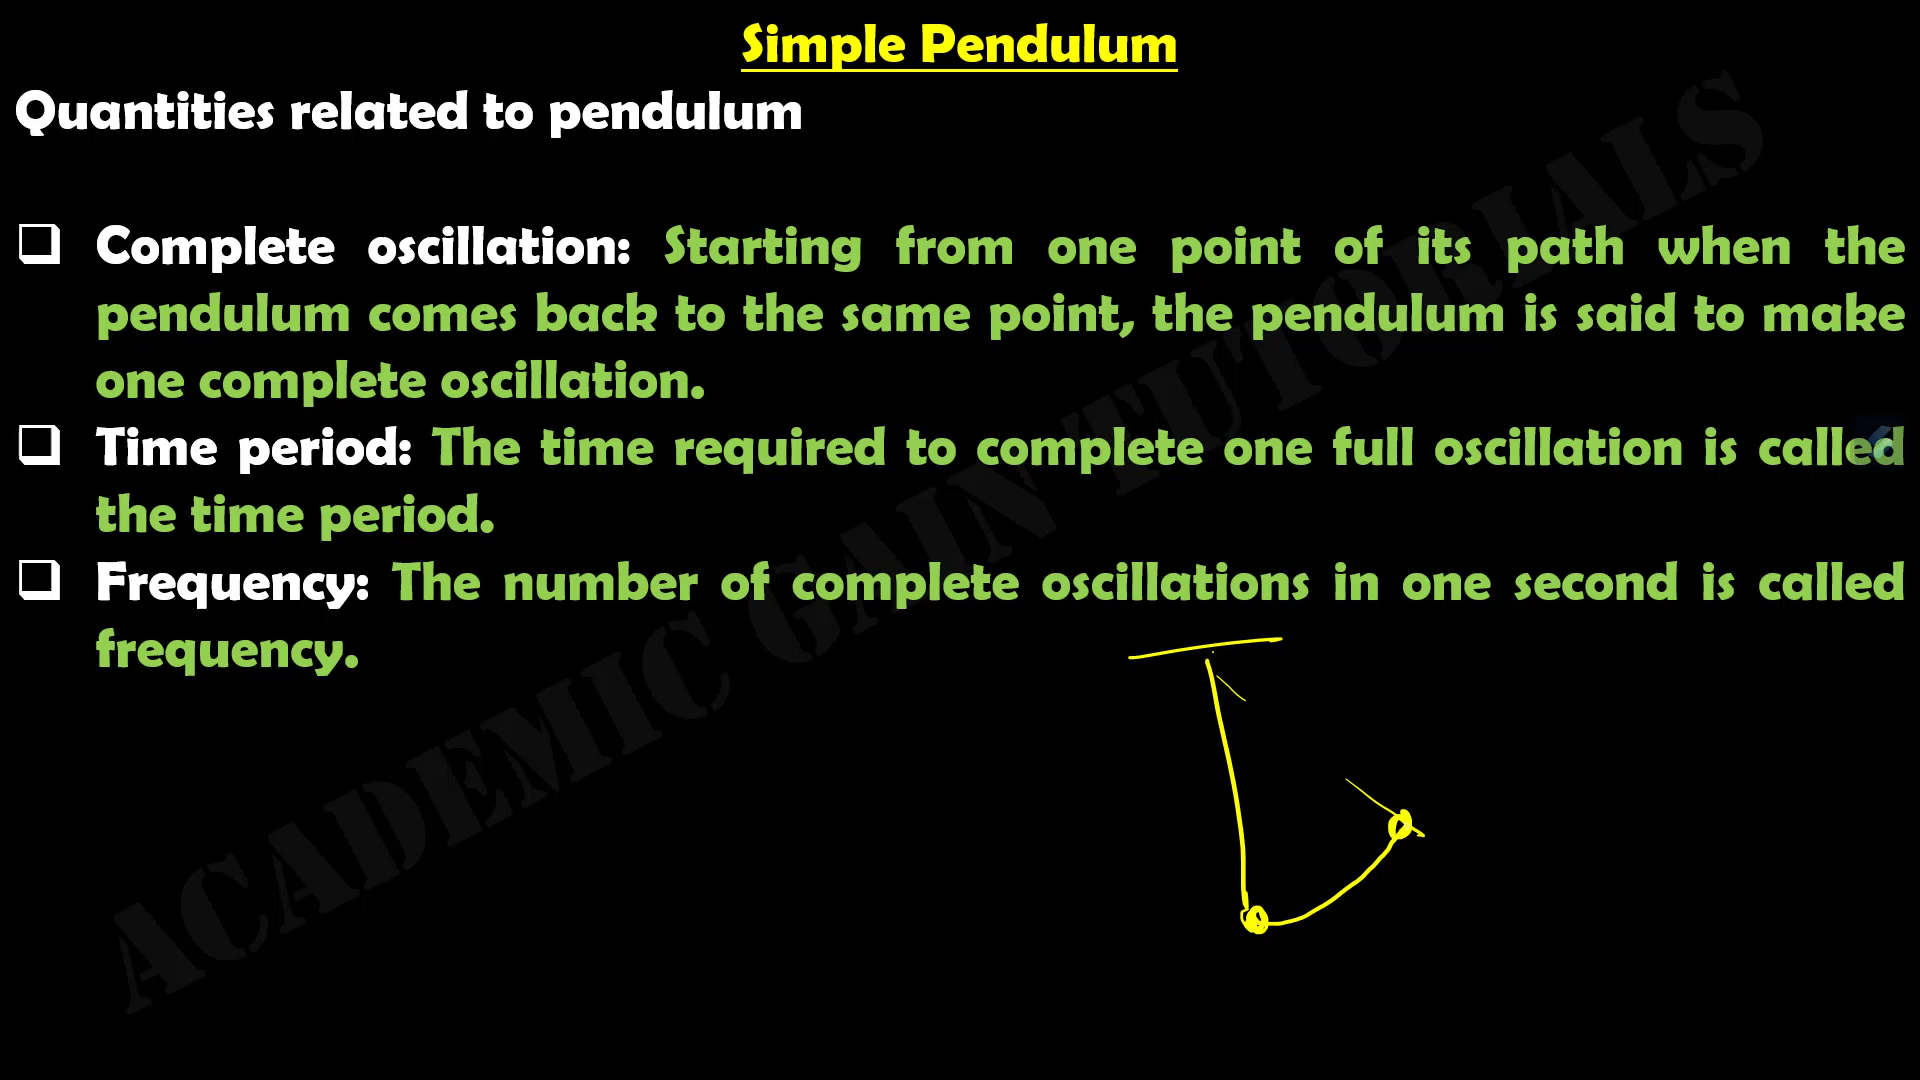 Simple Pendulum
Quantities related to pendulum
Complete oscillation: Starting from one point of its path when the
pendulum comes back to the same point, the pendulum is said to make
one complete oscillation.
Time period: The time required to complete one full oscillation is called
the time period.
Frequency: The number of complete oscillations in one second is called
frequency.
ACADEMIC GAIN TUTORIALS